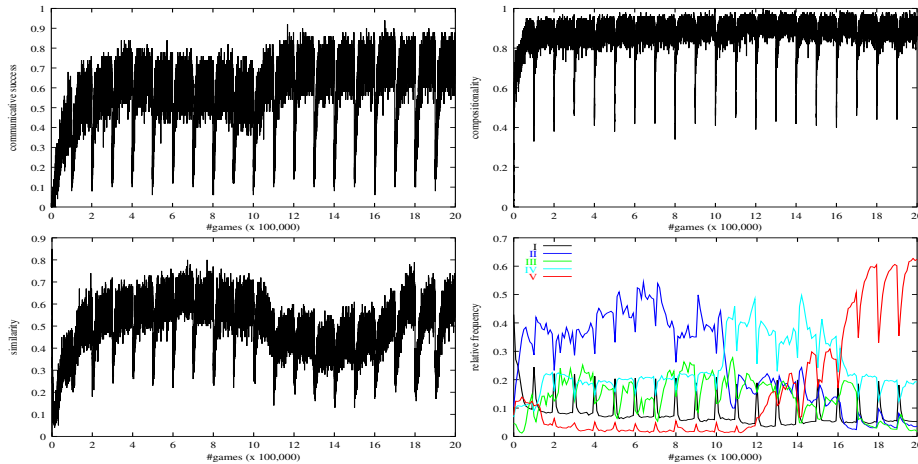 communicative success
1
0.9
0.8
0.7
0.6
0.5
0.4
0.3
0.2
0.1
0
0 2 4 6 8 10 12 14 16 18 20
#games (x 100,000)
compositionality
1
0.8
0.6
0.4
0.2
0
0 2 4 6 8 10 12 14 16 18 20
#games (x 100,000)
similarity
0.9
0.8
0.7
0.6
0.5
0.4
0.3
0.2
0.1
0
0 2 4 6 8 10 12 14 16 18 20
#games (x 100,000)
relative frequency
0.7
0.6
0.5
0.4
0.3
0.2
0.1
0
I
II
III
IV
V
0 2 4 6 8 10 12 14 16 18 20
#games (x 100,000)